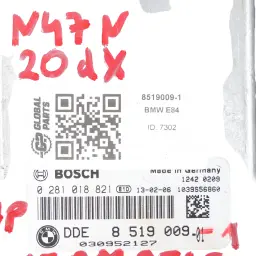 N47N
20dX
GLOBAL
PARTS
8519009-1
BMW E84
ID: 7302
Made in Germany
BOSCH
1242 0209
0 281 018 821
13-02-06
1039S56860
DDE 8 519 009-01
-1
030952127